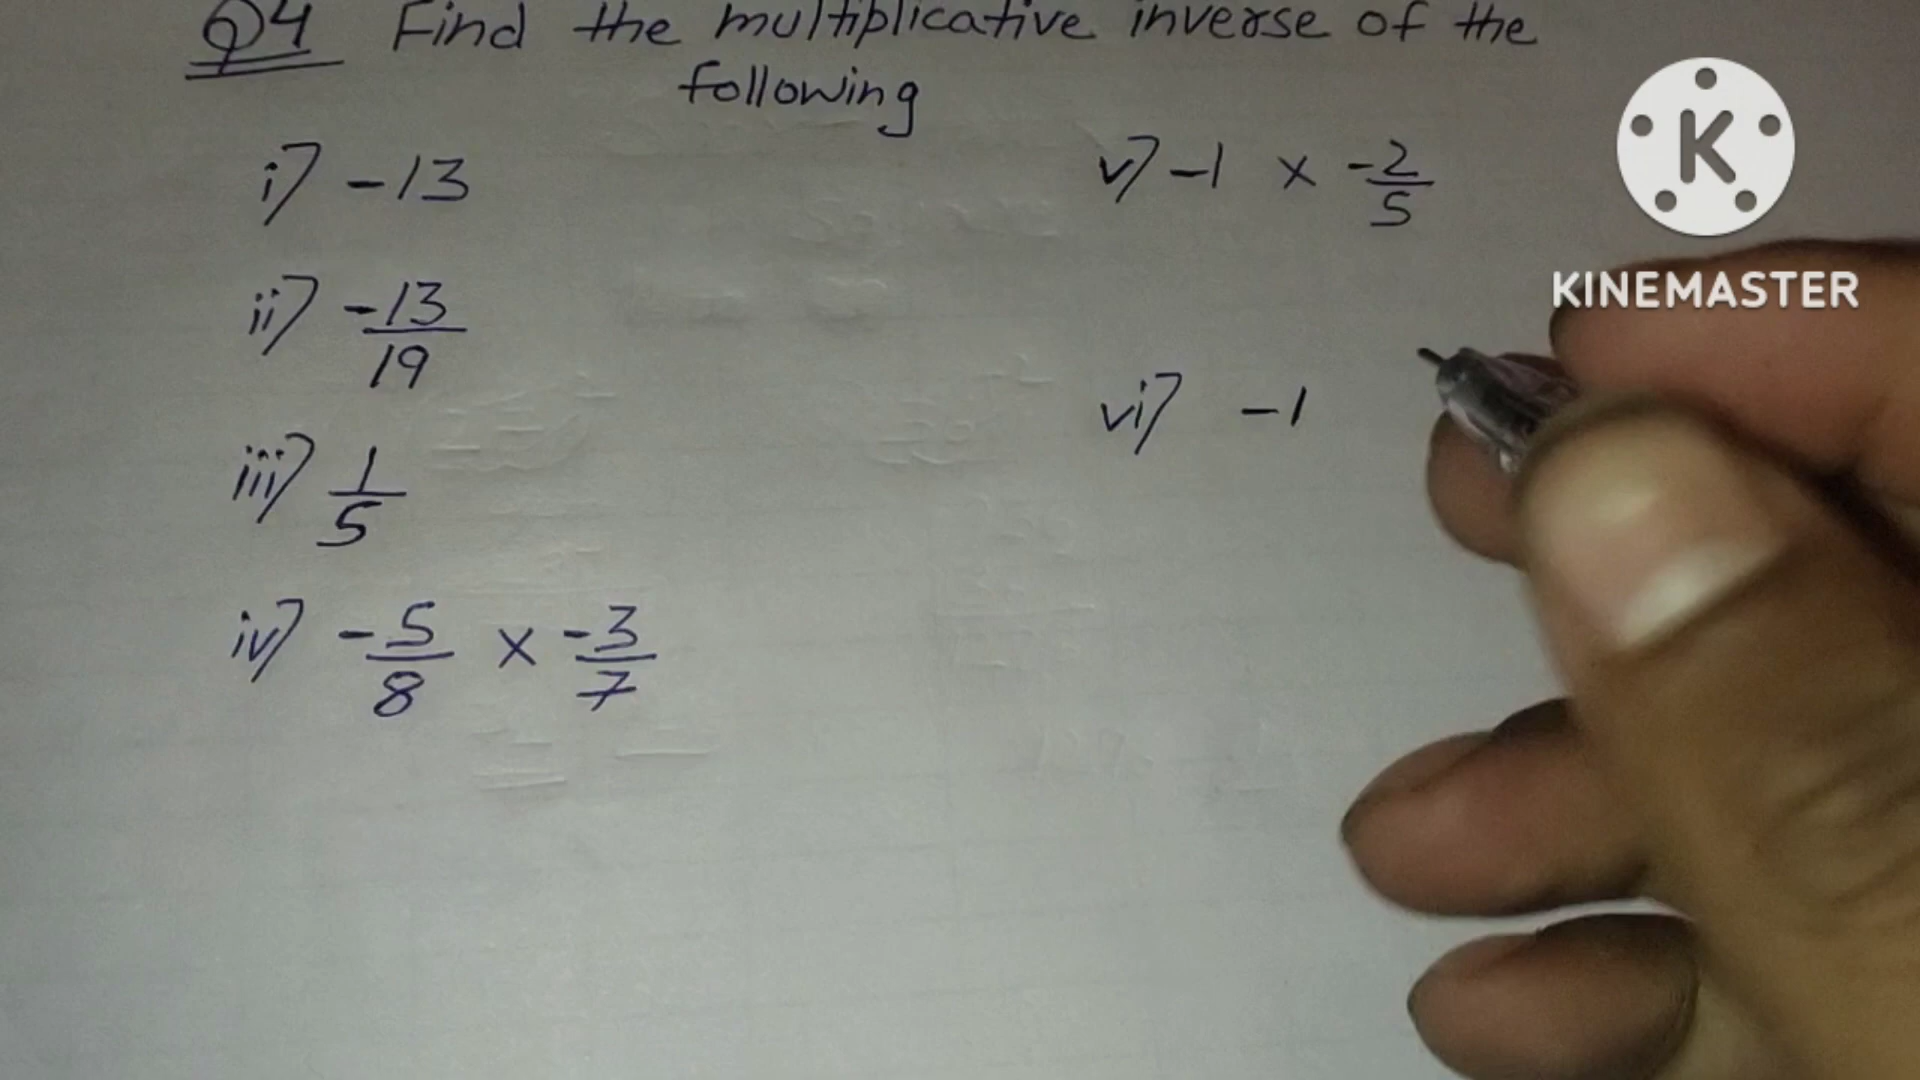 Q4 Find the multiplicative inverse of the
following
i) -13
ii) -13/19
iii) 1/5
iv) -5/8 × -3/7
v) -1 × -2/5
vi) -1
K
KINEMASTER